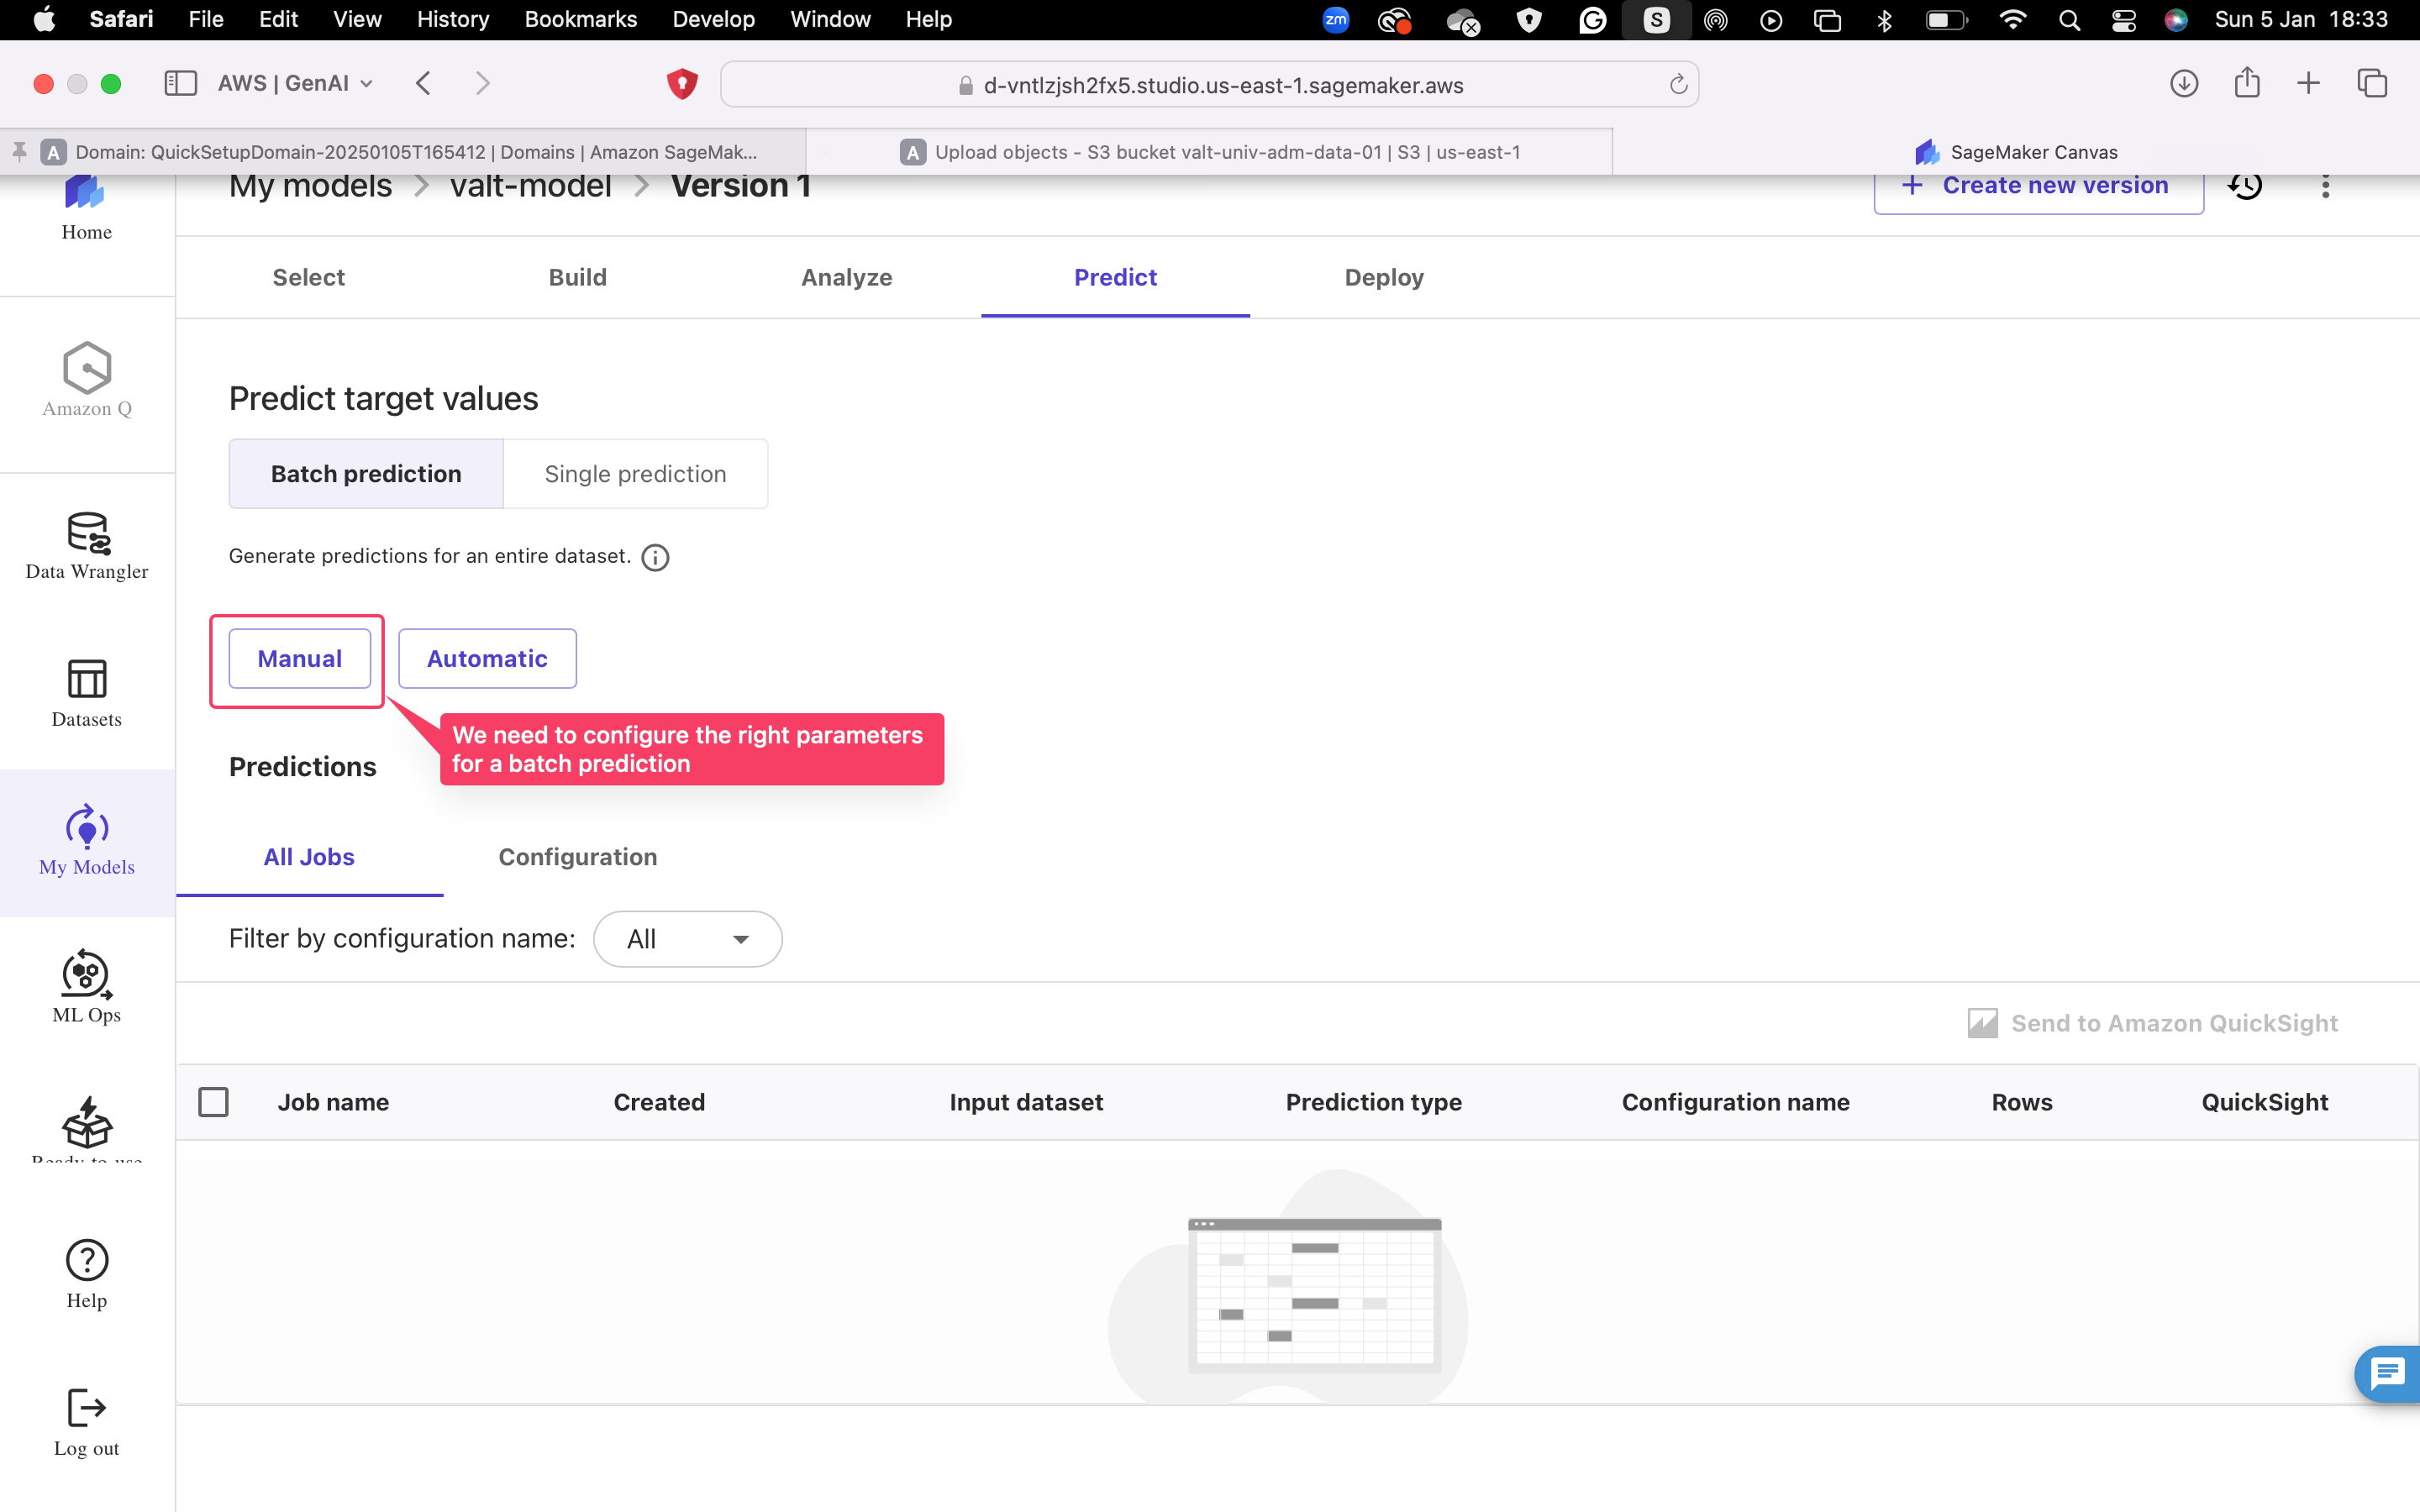 Safari File Edit View History Bookmarks Develop Window Help zm G S Sun 5 Jan 18:33
AWS | GenAI d-vntlzjsh2fx5.studio.us-east-1.sagemaker.aws
A Domain: QuickSetupDomain-20250105T165412 | Domains | Amazon SageMak... A Upload objects - S3 bucket valt-univ-adm-data-01 | S3 | us-east-1 SageMaker Canvas
My models > valt-model > Version 1 + Create new version
Home
Select Build Analyze Predict Deploy
Amazon Q
Predict target values
Batch prediction Single prediction
Generate predictions for an entire dataset.
Data Wrangler
Manual Automatic
Datasets
We need to configure the right parameters
for a batch prediction
Predictions
My Models
All Jobs Configuration
Filter by configuration name: All
ML Ops
Send to Amazon QuickSight
Job name Created Input dataset Prediction type Configuration name Rows QuickSight
Ready-to-use
Help
Log out